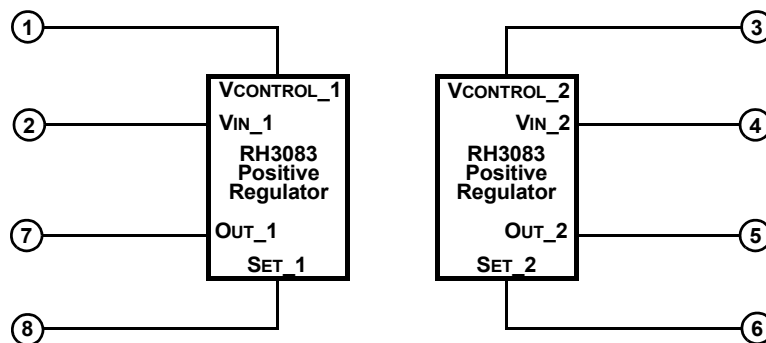 1
3
VCONTROL_1
VCONTROL_2
2
VIN_1
VIN_2
4
RH3083
Positive
Regulator
RH3083
Positive
Regulator
7
OUT_1
OUT_2
5
SET_1
SET_2
8
6